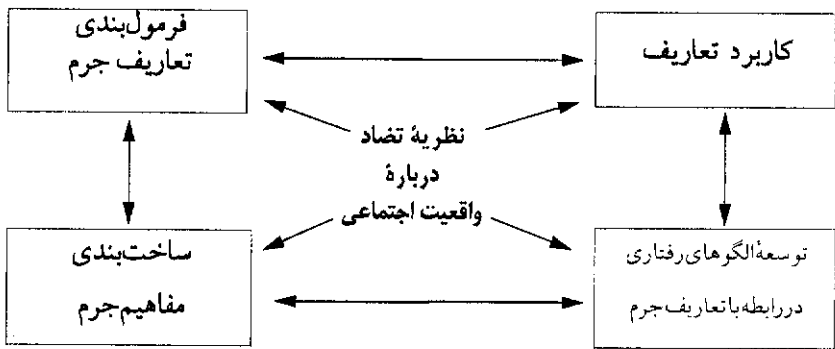 کاربرد تعاریف
فرمول‌بندی
تعاریف جرم
نظریهٔ تضاد
دربارهٔ
واقعیت اجتماعی
توسعهٔ الگوهای رفتاری
در رابطه با تعاریف جرم
ساخت‌بندی
مفاهیم جرم